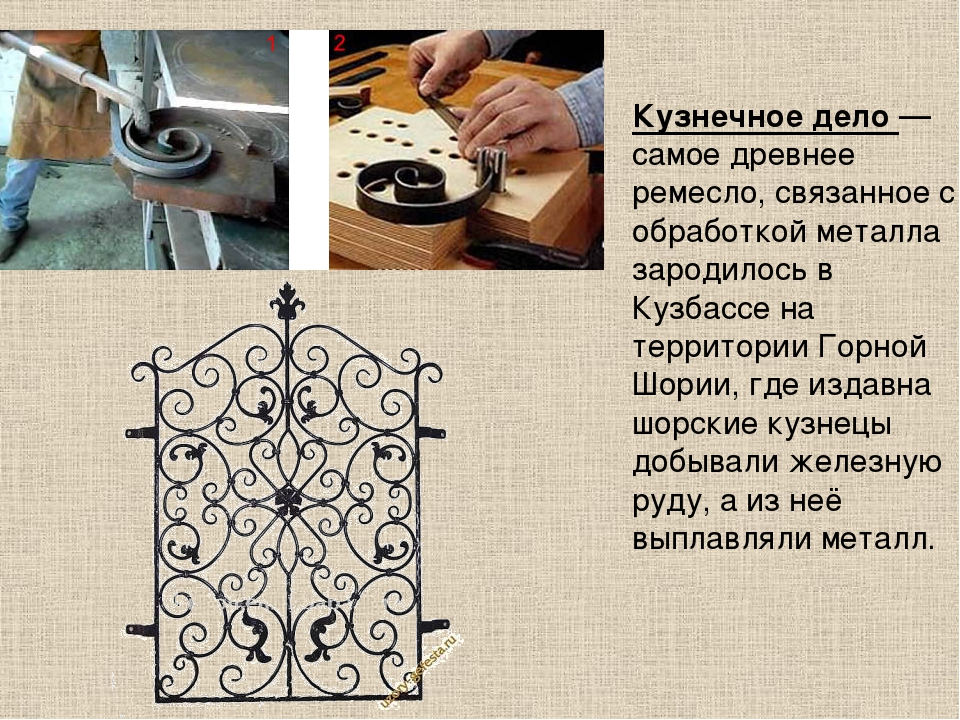 1
2
Кузнечное дело —
самое древнее
ремесло, связанное с
обработкой металла
зародилось в
Кузбассе на
территории Горной
Шории, где издавна
шорские кузнецы
добывали железную
руду, а из неё
выплавляли металл.